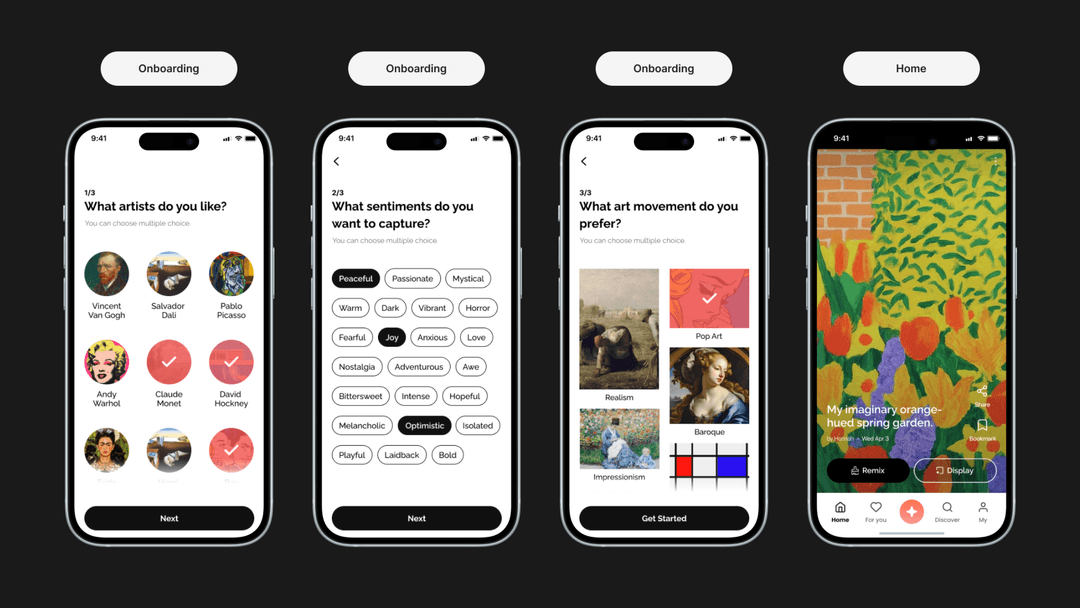 Onboarding
Onboarding
Onboarding
Home
9:41
1/3
What artists do you like?
You can choose multiple choice.
Vincent
Van Gogh
Salvador
Dali
Pablo
Picasso
Andy
Warhol
Claude
Monet
David
Hockney
Next
9:41
2/3
What sentiments do you
want to capture?
You can choose multiple choice.
Peaceful
Passionate
Mystical
Warm
Dark
Vibrant
Horror
Fearful
Joy
Anxious
Love
Nostalgia
Adventurous
Awe
Bittersweet
Intense
Hopeful
Melancholic
Optimistic
Isolated
Playful
Laidback
Bold
Next
9:41
3/3
What art movement do you
prefer?
You can choose multiple choice.
Realism
Pop Art
Baroque
Impressionism
Get Started
9:41
Share
My imaginary orange-
hued spring garden.
Bookmark
by Hannah • Wed Apr 3
Remix
Display
Home
For you
Discover
My